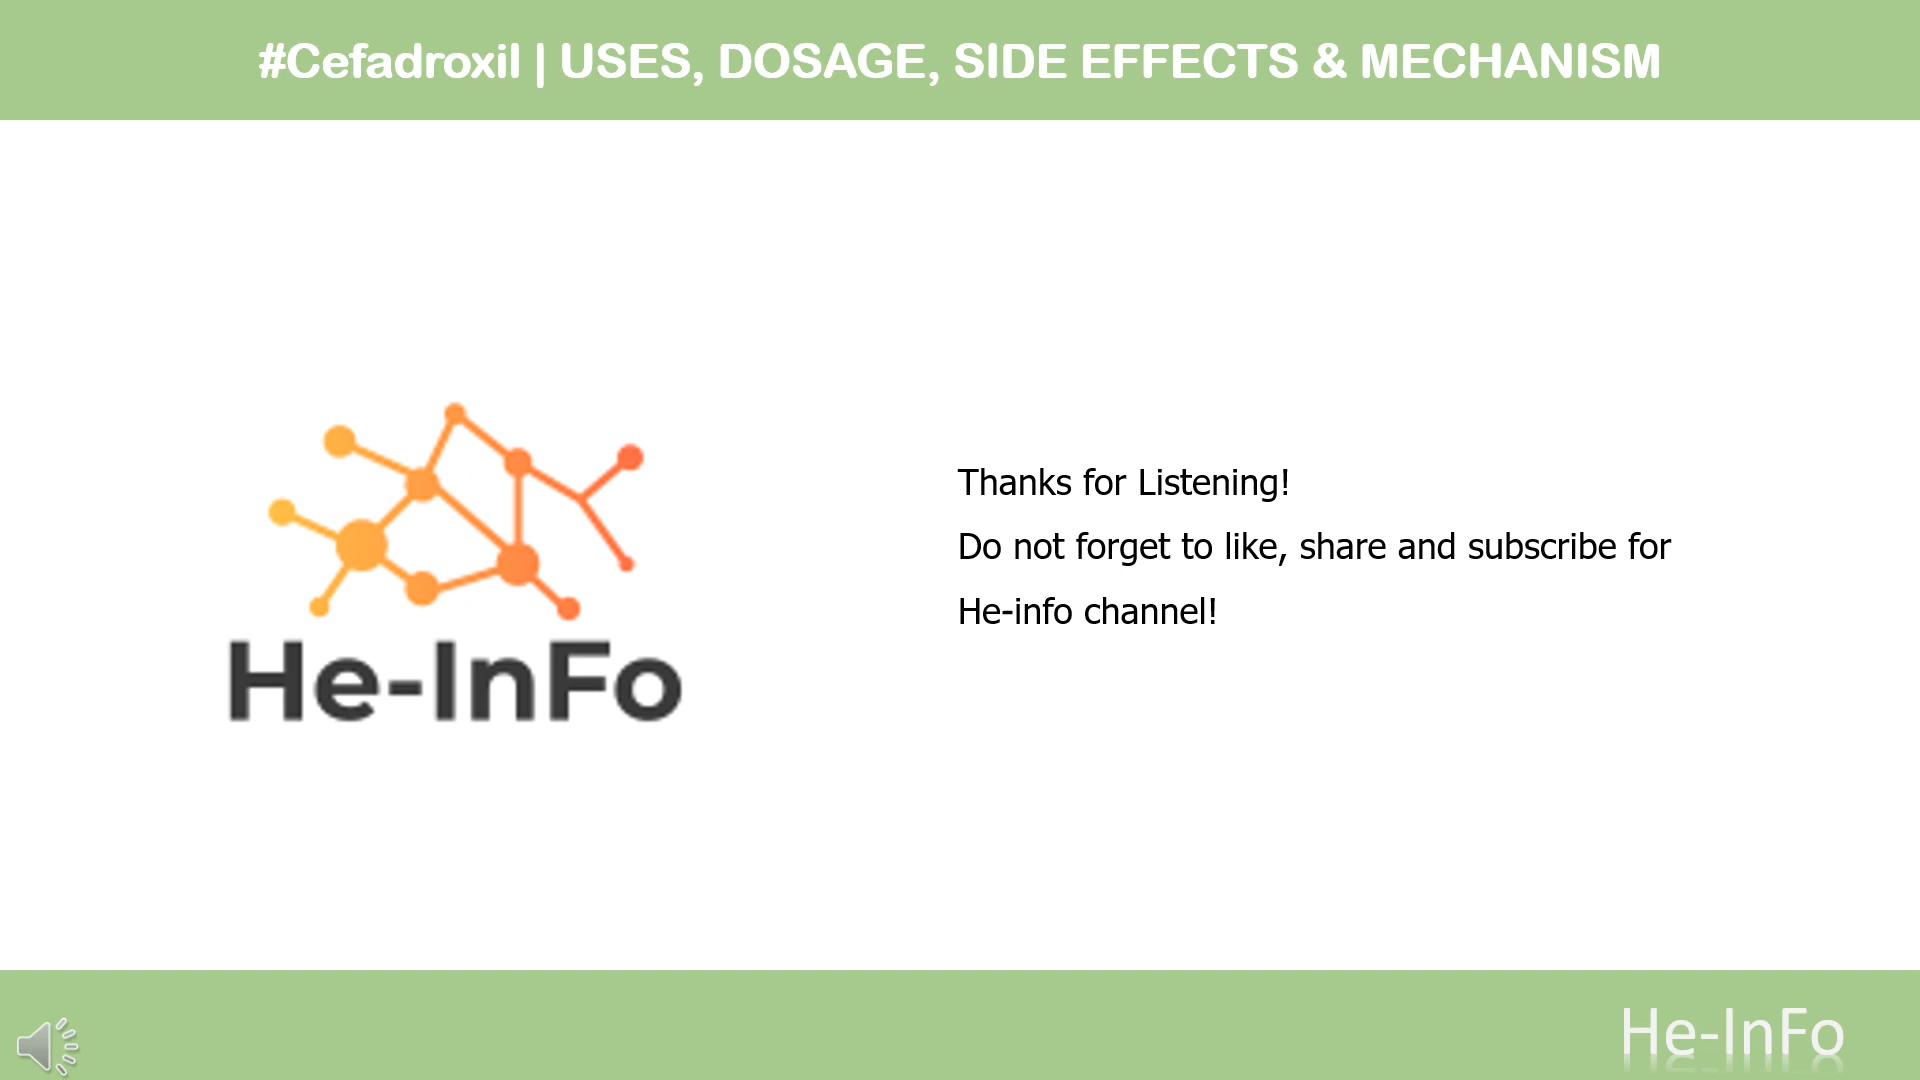 #Cefadroxil | USES, DOSAGE, SIDE EFFECTS & MECHANISM
He-InFo
Thanks for Listening!
Do not forget to like, share and subscribe for
He-info channel!
He-InFo